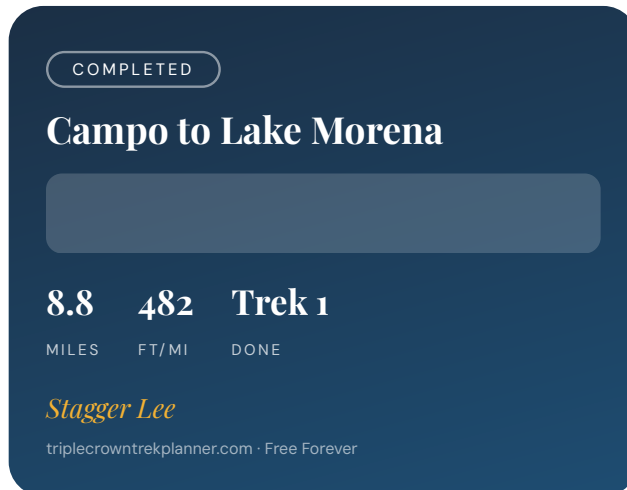 COMPLETED
Campo to Lake Morena
8.8 482 Trek 1
MILES FT/MI DONE
Stagger Lee
triplecrowntrekplanner.com · Free Forever